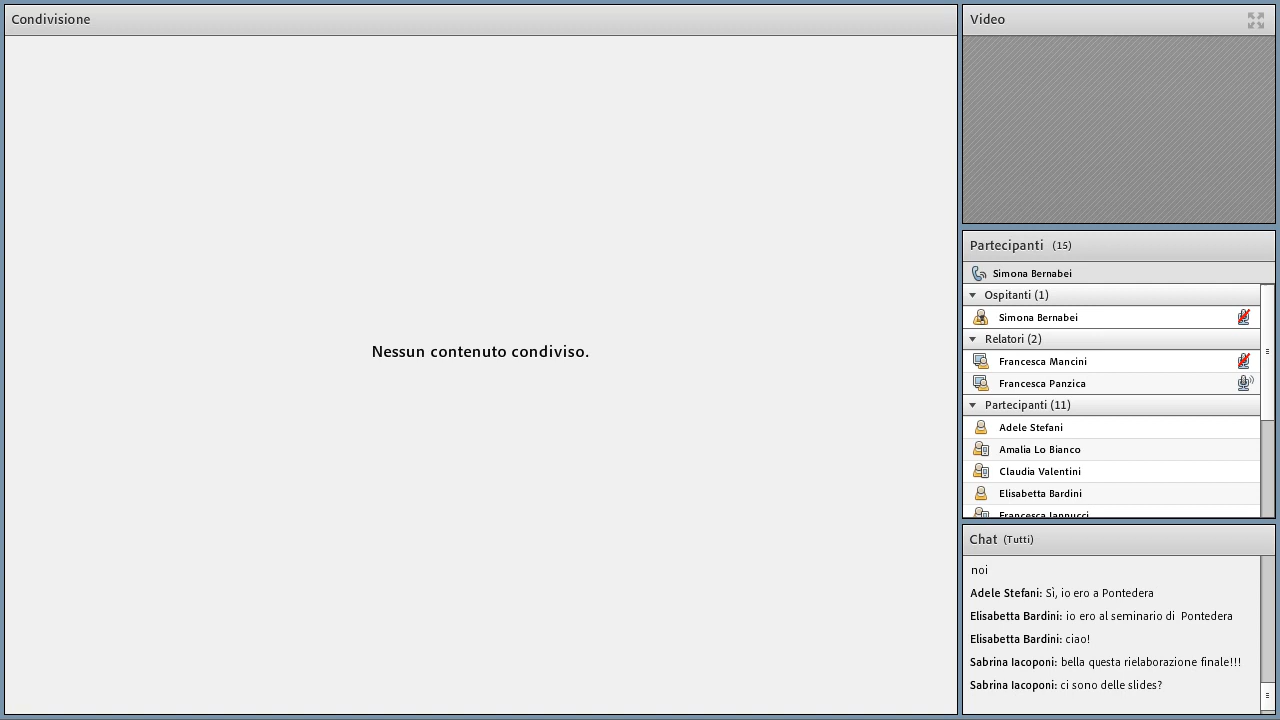 Condivisione
Nessun contenuto condiviso.
Video
Partecipanti (15)
Simona Bernabei
Ospitanti (1)
Simona Bernabei
Relatori (2)
Francesca Mancini
Francesca Panzica
Partecipanti (11)
Adele Stefani
Amalia Lo Bianco
Claudia Valentini
Elisabetta Bardini
Francesca Iannucci
Chat (Tutti)
noi
Adele Stefani: Sì, io ero a Pontedera
Elisabetta Bardini: io ero al seminario di Pontedera
Elisabetta Bardini: ciao!
Sabrina Iacoponi: bella questa rielaborazione finale!!!
Sabrina Iacoponi: ci sono delle slides?